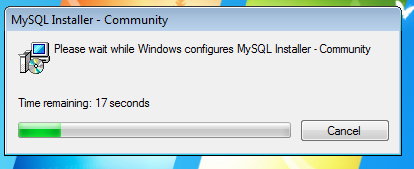 MySQL Installer - Community
Please wait while Windows configures MySQL Installer - Community
Time remaining: 17 seconds
Cancel